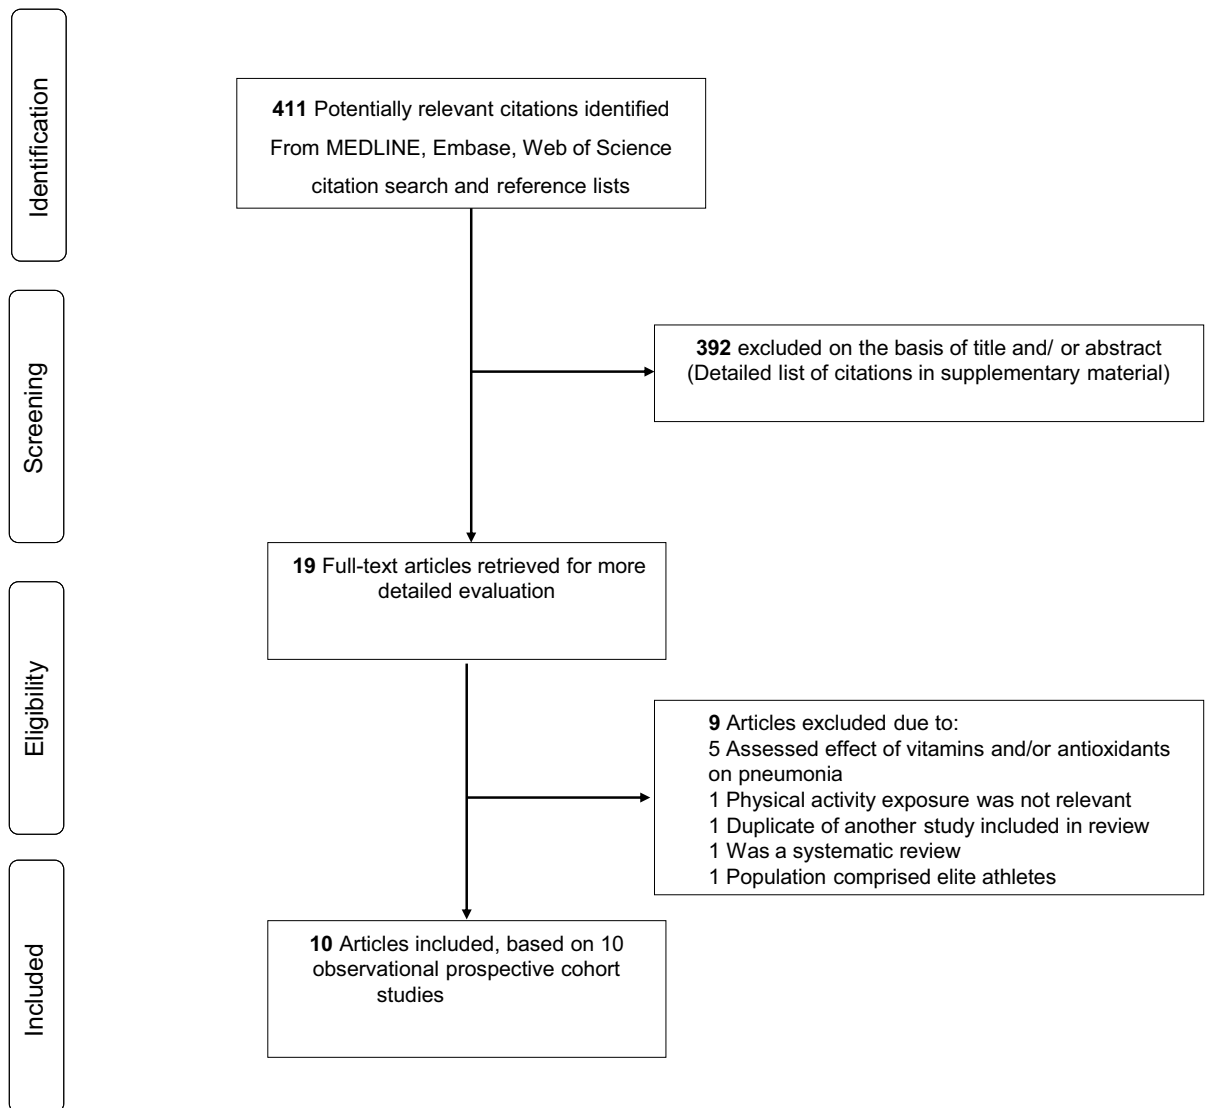 Identification
411 Potentially relevant citations identified
From MEDLINE, Embase, Web of Science
citation search and reference lists
Screening
392 excluded on the basis of title and/ or abstract
(Detailed list of citations in supplementary material)
19 Full-text articles retrieved for more
detailed evaluation
Eligibility
9 Articles excluded due to:
5 Assessed effect of vitamins and/or antioxidants
on pneumonia
1 Physical activity exposure was not relevant
1 Duplicate of another study included in review
1 Was a systematic review
1 Population comprised elite athletes
Included
10 Articles included, based on 10
observational prospective cohort
studies